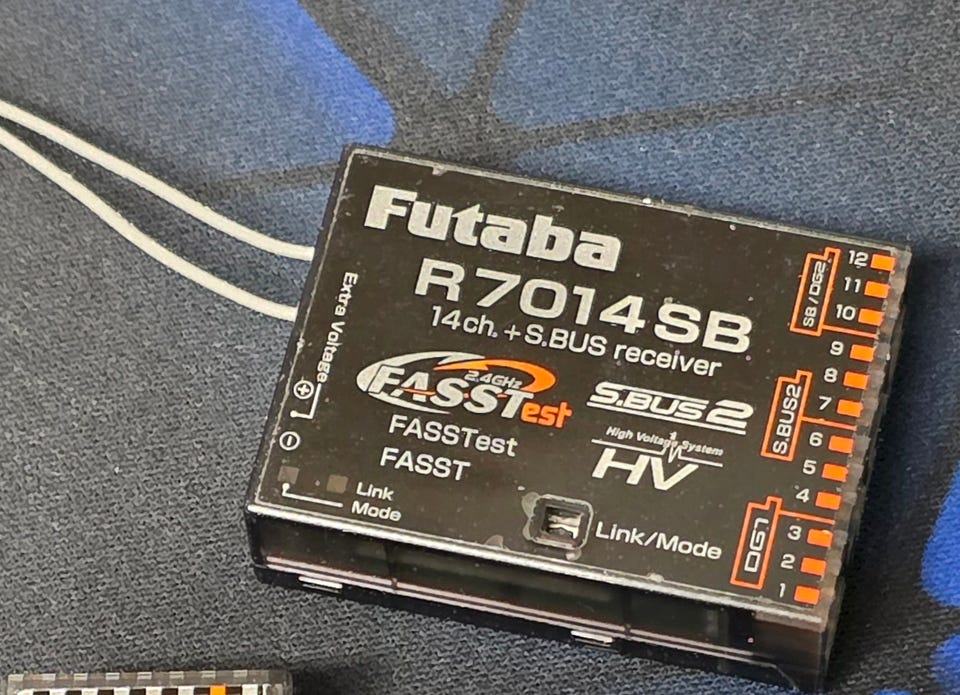 Futaba
R7014SB
14ch. + S.BUS receiver
2.4GHz
FASSTest
S.BUS2
FASSTest
FASST
High Voltage System
HV
Extra Voltage
+
-
Link
Mode
Link/Mode
SB/DG2
12
11
10
9
8
S.BUS2
7
6
5
4
DG1
3
2
1